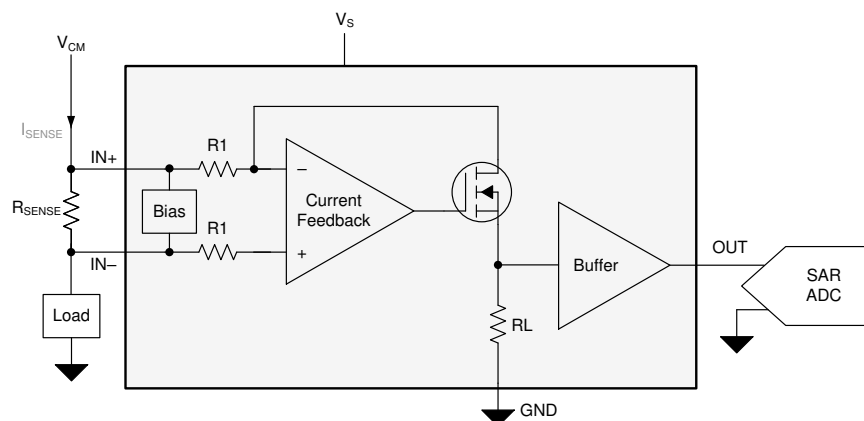 V_S
V_CM
I_SENSE
IN+
R1
−
R_SENSE
Bias
Current
Feedback
R1
+
IN−
Load
Buffer
OUT
SAR
ADC
RL
GND